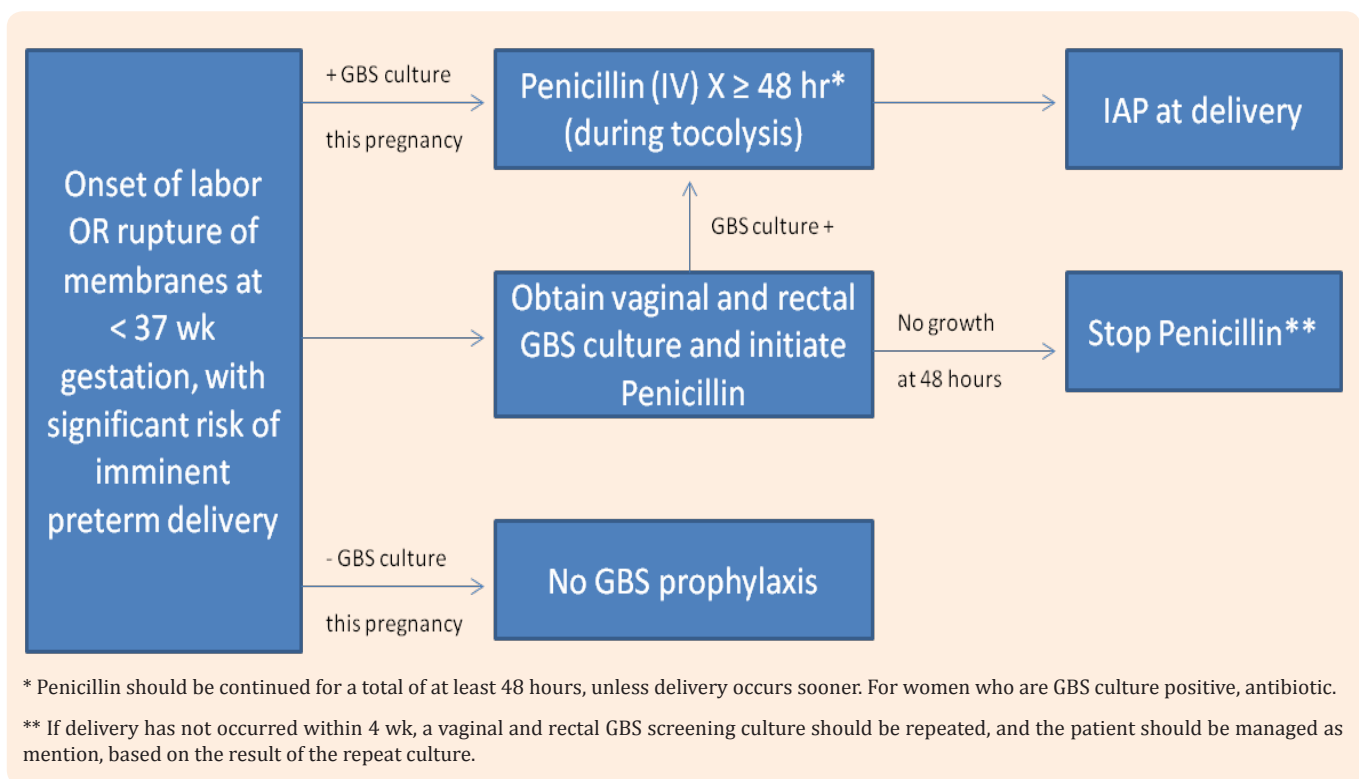 Onset of labor
OR rupture of
membranes at
< 37 wk
gestation, with
significant risk of
imminent
preterm delivery
+ GBS culture
this pregnancy
Penicillin (IV) X ≥ 48 hr*
(during tocolysis)
IAP at delivery
GBS culture +
Obtain vaginal and rectal
GBS culture and initiate
Penicillin
No growth
at 48 hours
Stop Penicillin**
- GBS culture
this pregnancy
No GBS prophylaxis
* Penicillin should be continued for a total of at least 48 hours, unless delivery occurs sooner. For women who are GBS culture positive, antibiotic.
** If delivery has not occurred within 4 wk, a vaginal and rectal GBS screening culture should be repeated, and the patient should be managed as
mention, based on the result of the repeat culture.